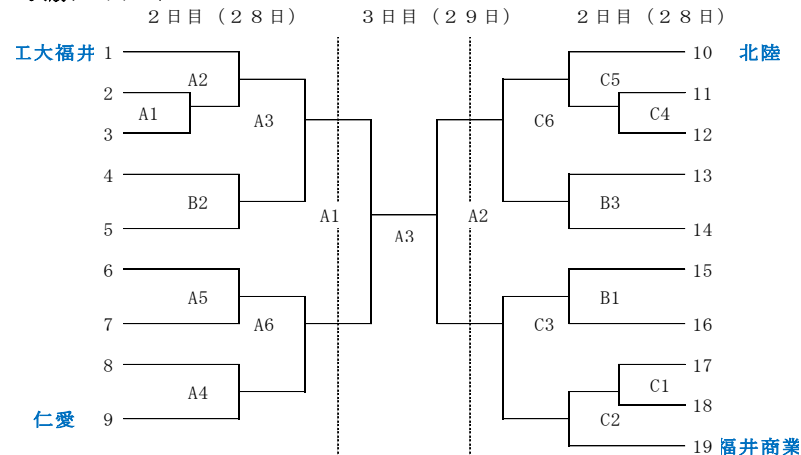 ２日目（２８日） ３日目（２９日） ２日目（２８日）
工大福井 1 10 北陸
A2 C5
2 11
A1 C4
A3 C6
3 12
4 13
B2 B3
A1 A2
5 14
A3
6 15
A5 B1
7 A6 C3 16
8 17
A4 C1
18
仁愛 9 C2
19 福井商業